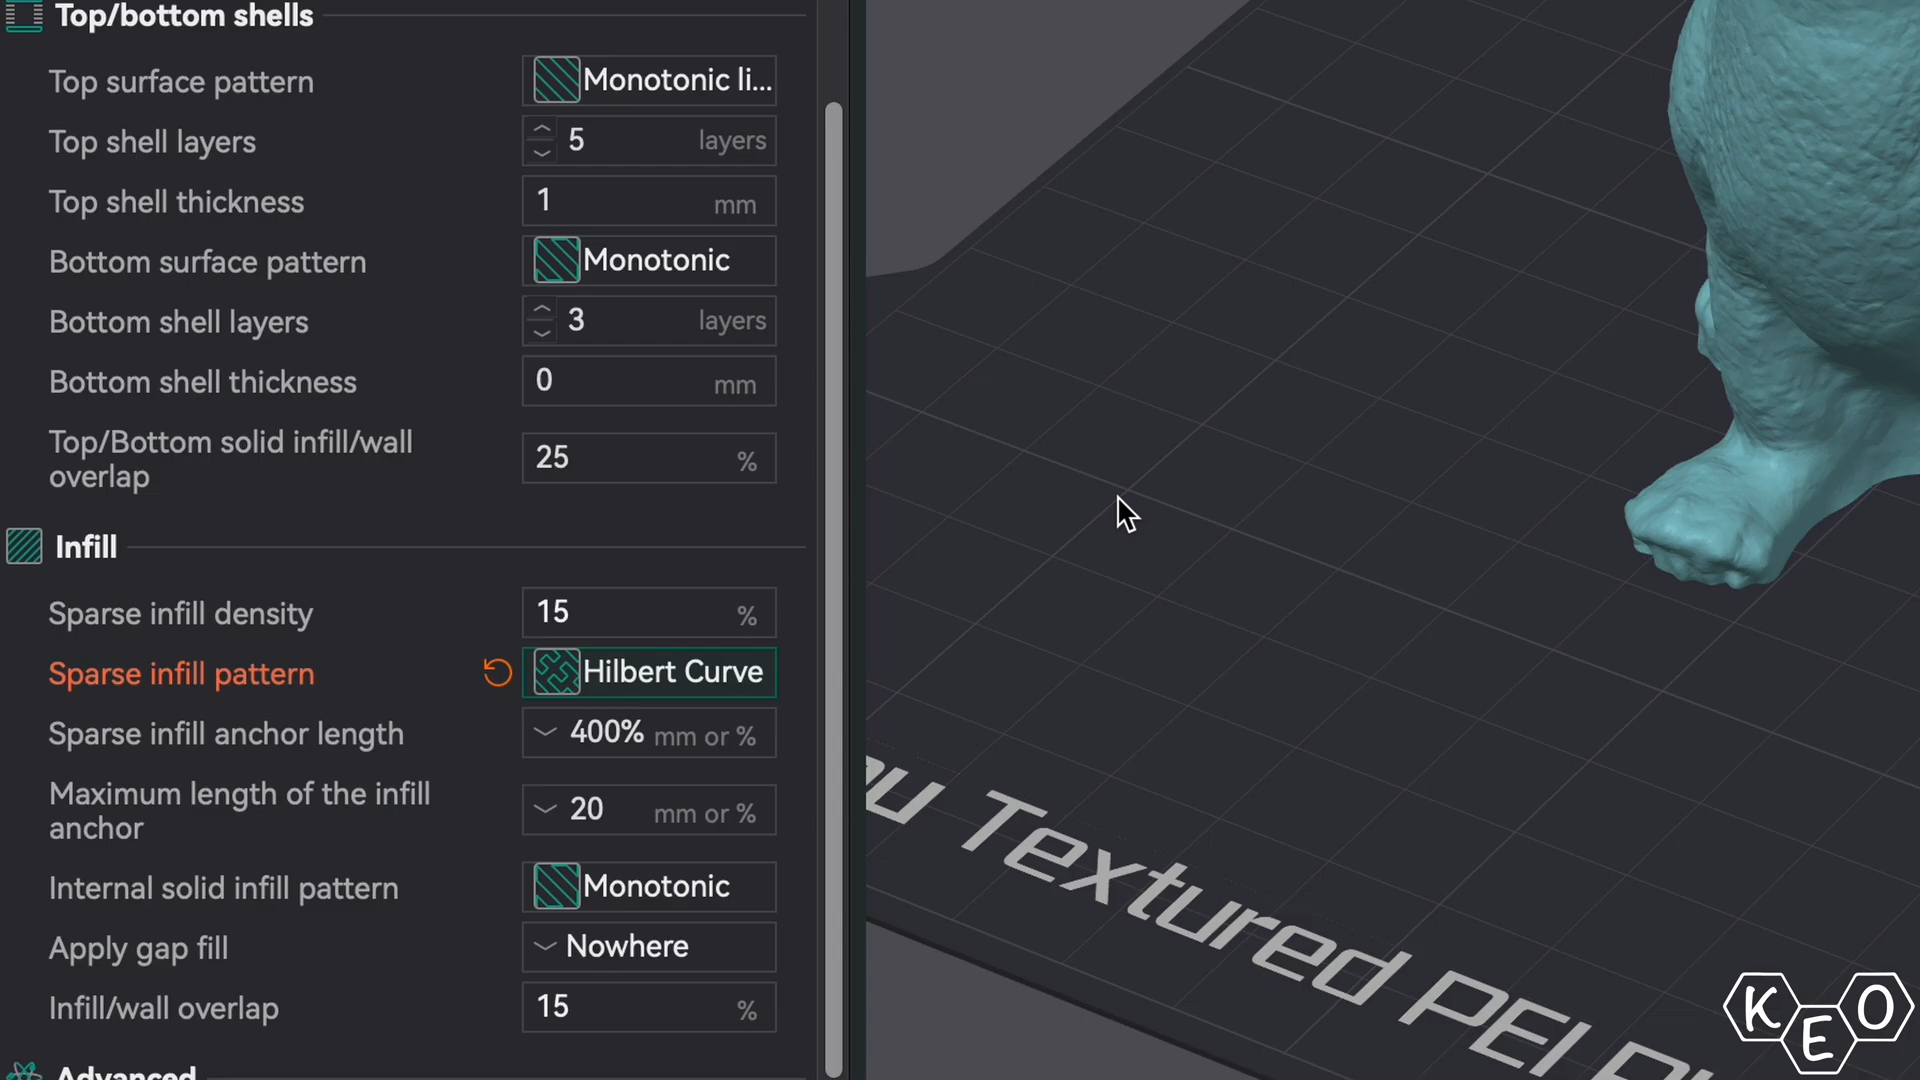 Top/bottom shells
Top surface pattern
Monotonic li...
Top shell layers
5 layers
Top shell thickness
1 mm
Bottom surface pattern
Monotonic
Bottom shell layers
3 layers
Bottom shell thickness
0 mm
Top/Bottom solid infill/wall
overlap
25 %
Infill
Sparse infill density
15 %
Sparse infill pattern
Hilbert Curve
Sparse infill anchor length
400% mm or %
Maximum length of the infill
anchor
20 mm or %
Internal solid infill pattern
Monotonic
Apply gap fill
Nowhere
Infill/wall overlap
15 %
Advanced
Textured PEI
KEO